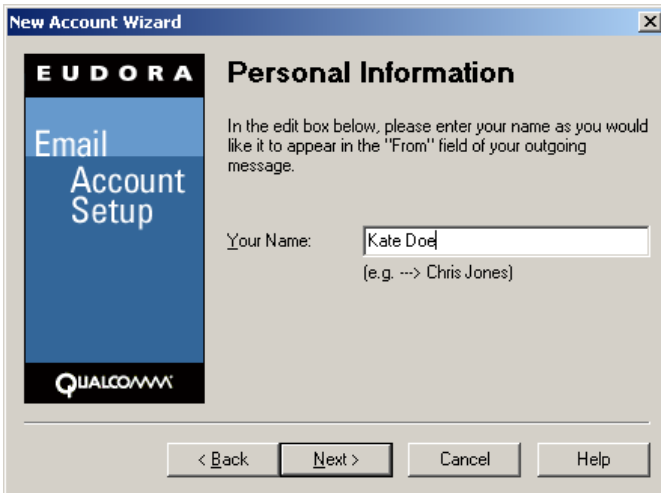 New Account Wizard
EUDORA
Email
Account
Setup
QUALCOMM
Personal Information
In the edit box below, please enter your name as you would
like it to appear in the "From" field of your outgoing
message.
Your Name:
Kate Doe
(e.g. ---> Chris Jones)
< Back
Next >
Cancel
Help